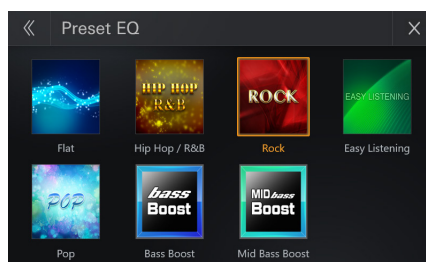 Preset EQ
HIP HOP
R&B
ROCK
EASY LISTENING
Flat
Hip Hop / R&B
Rock
Easy Listening
POP
bass
Boost
MID bass
Boost
Pop
Bass Boost
Mid Bass Boost